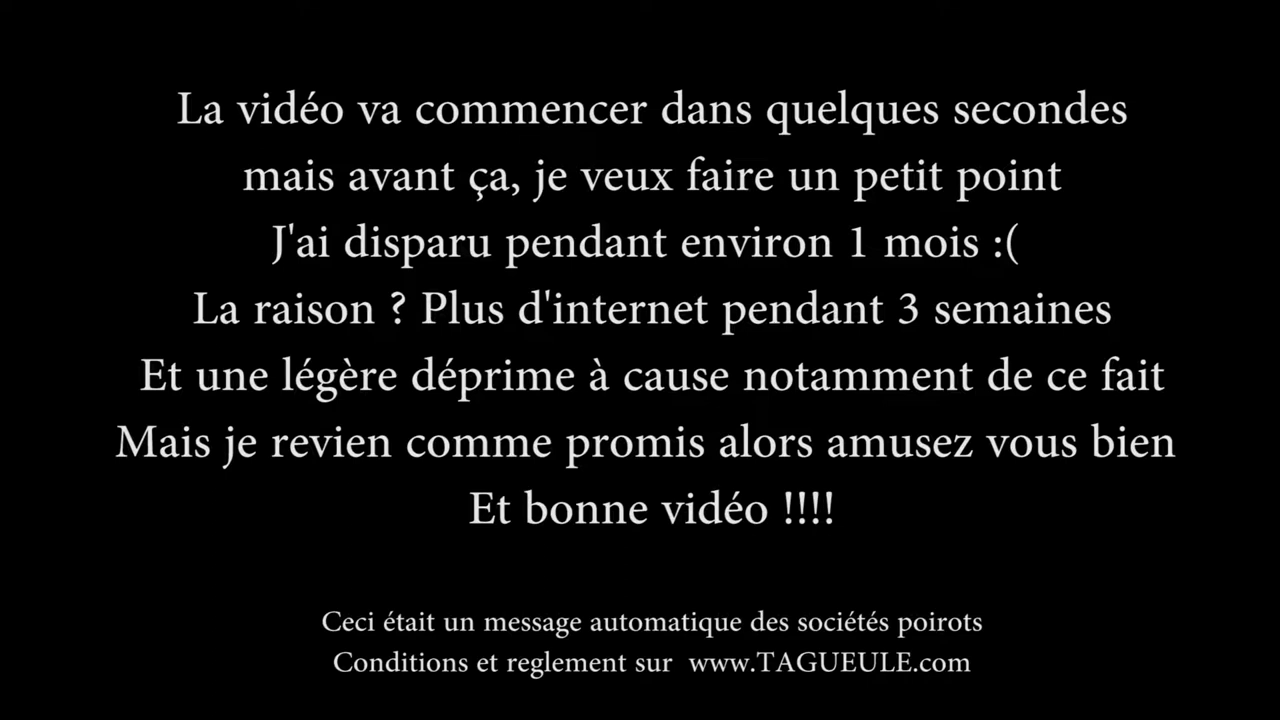 La vidéo va commencer dans quelques secondes
mais avant ça, je veux faire un petit point
J'ai disparu pendant environ 1 mois :(
La raison ? Plus d'internet pendant 3 semaines
Et une légère déprime à cause notamment de ce fait
Mais je revien comme promis alors amusez vous bien
Et bonne vidéo !!!!
Ceci était un message automatique des sociétés poirots
Conditions et reglement sur www.TAGUEULE.com